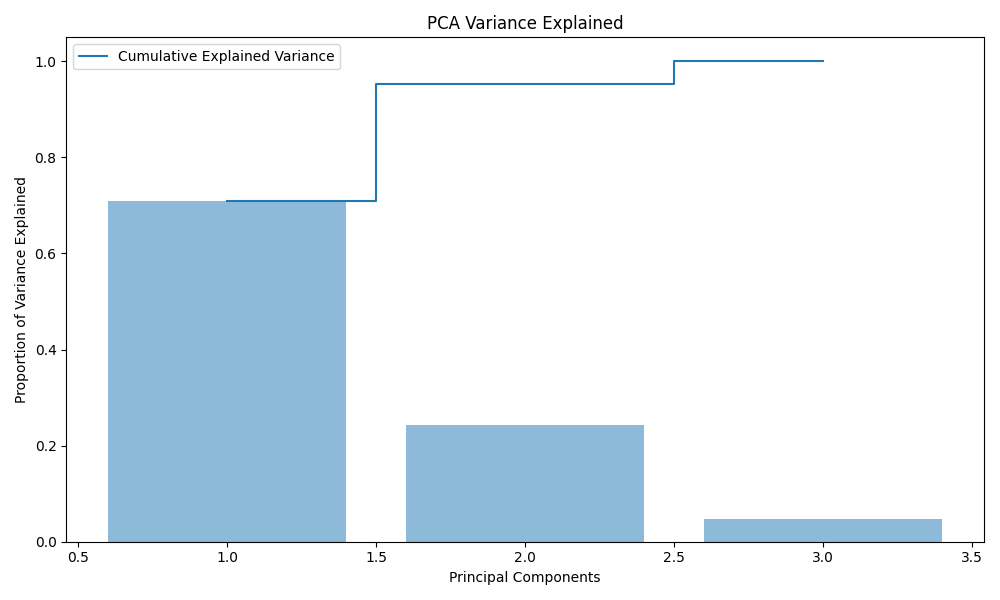 PCA Variance Explained
Cumulative Explained Variance
Proportion of Variance Explained
1.0
0.8
0.6
0.4
0.2
0.0
0.5 1.0 1.5 2.0 2.5 3.0 3.5
Principal Components